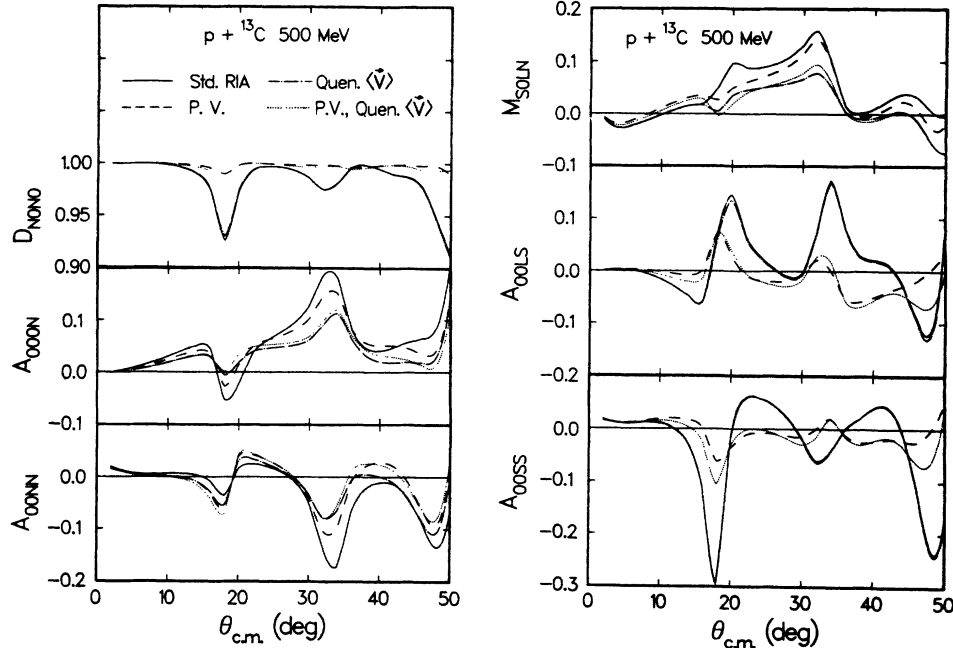 p + ¹³C 500 MeV
Std. RIA
Quen. ⟨V⃗⟩
P. V.
P.V., Quen. ⟨V⃗⟩
1.00
0.95
0.90
D_NONO
0.1
0.0
−0.1
A_OOON
0.0
−0.1
−0.2
A_OONN
0 10 20 30 40 50
θ_c.m. (deg)
p + ¹³C 500 MeV
0.2
0.1
0.0
−0.1
M_SOLN
0.1
0.0
−0.1
−0.2
A_OOLS
0.0
−0.1
−0.2
−0.3
A_OOSS
0 10 20 30 40 50
θ_c.m. (deg)